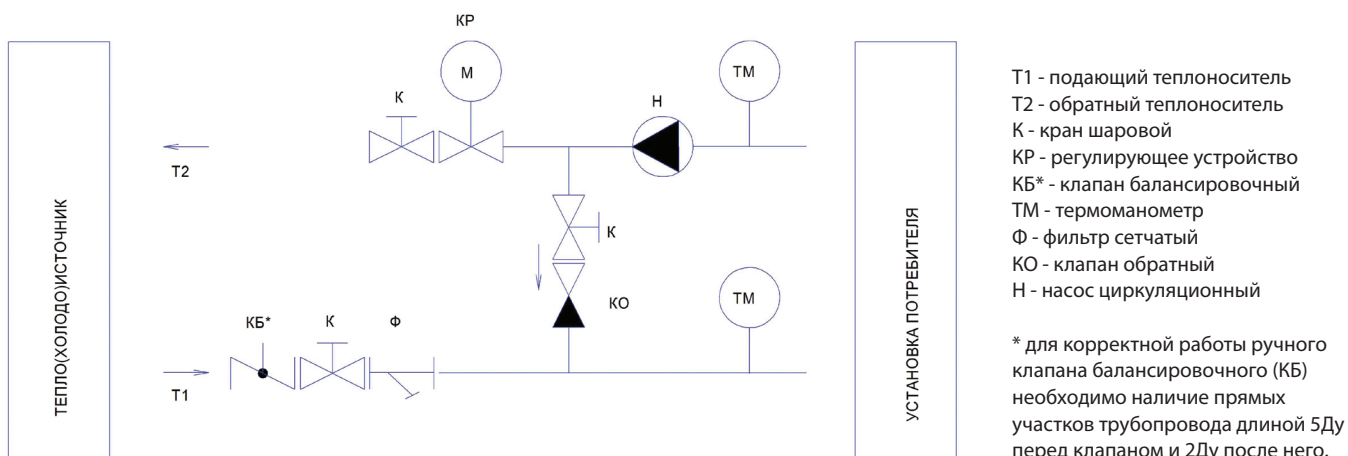 КР
М
ТМ
К
Н
Т2
К
КО
ТМ
КБ*
К
Ф
Т1
ТЕПЛО(ХОЛОДО)ИСТОЧНИК
УСТАНОВКА ПОТРЕБИТЕЛЯ
Т1 - подающий теплоноситель
Т2 - обратный теплоноситель
К - кран шаровой
КР - регулирующее устройство
КБ* - клапан балансировочный
ТМ - термоманометр
Ф - фильтр сетчатый
КО - клапан обратный
Н - насос циркуляционный
* для корректной работы ручного
клапана балансировочного (КБ)
необходимо наличие прямых
участков трубопровода длиной 5Ду
перед клапаном и 2Ду после него.